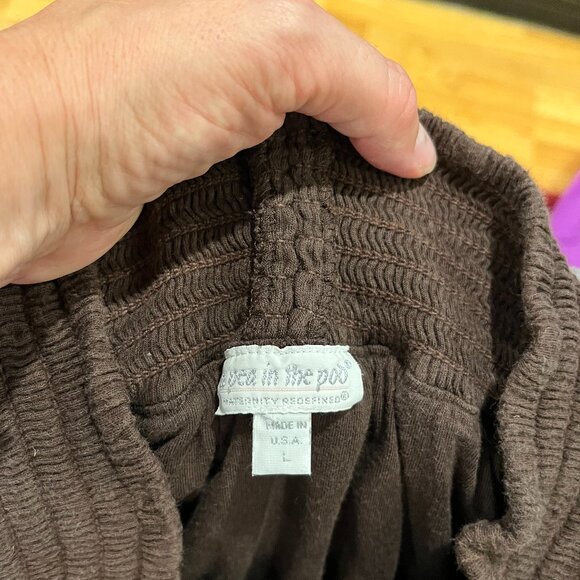 a pea in the pod®
MATERNITY REDEFINED®
MADE IN
U.S.A.
L